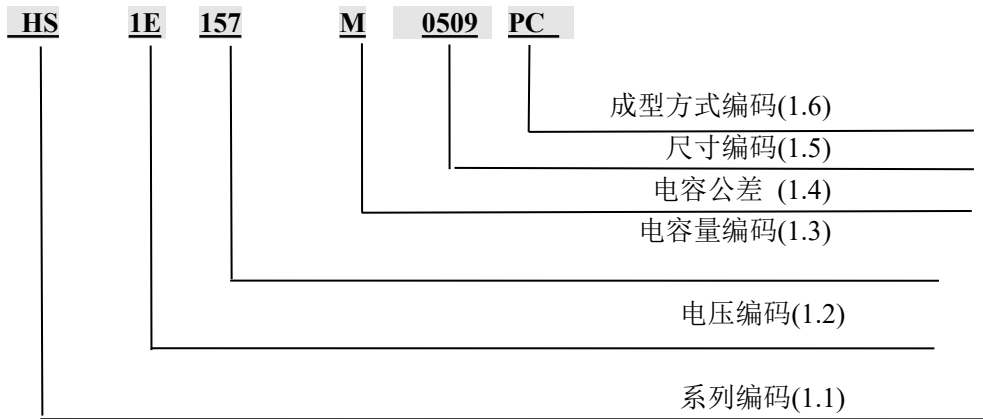 HS 1E 157 M 0509 PC
成型方式编码(1.6)
尺寸编码(1.5)
电容公差 (1.4)
电容量编码(1.3)
电压编码(1.2)
系列编码(1.1)